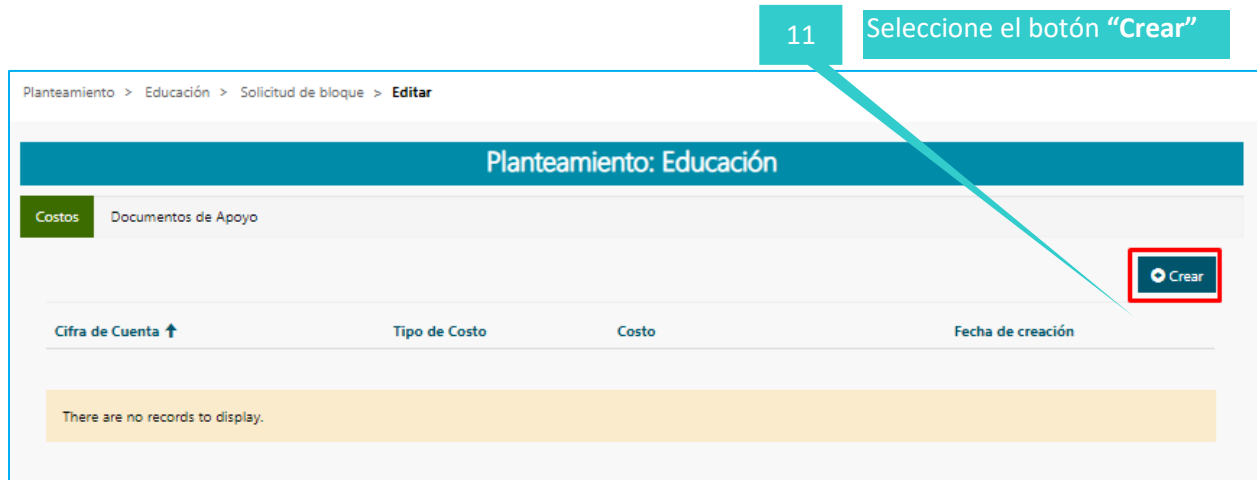 11
Seleccione el botón “Crear”
Planteamiento > Educación > Solicitud de bloque > Editar
Planteamiento: Educación
Costos Documentos de Apoyo
Crear
Cifra de Cuenta Tipo de Costo Costo Fecha de creación
There are no records to display.